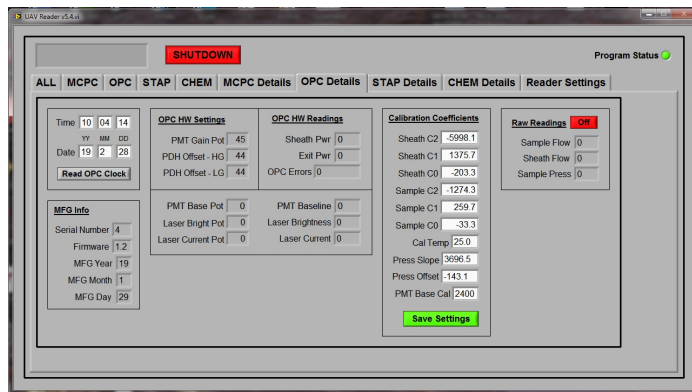 UAV Reader v5.4.vi
SHUTDOWN
Program Status
ALL MCPC OPC STAP CHEM MCPC Details OPC Details STAP Details CHEM Details Reader Settings
Time 10 04 14
YY MM DD
Date 19 2 28
Read OPC Clock
MFG Info
Serial Number 4
Firmware 1.2
MFG Year 19
MFG Month 1
MFG Day 29
OPC HW Settings
PMT Gain Pot 45
PDH Offset - HG 44
PDH Offset - LG 44
PMT Base Pot 0
Laser Bright Pot 0
Laser Current Pot 0
OPC HW Readings
Sheath Pwr 0
Exit Pwr 0
OPC Errors 0
PMT Baseline 0
Laser Brightness 0
Laser Current 0
Calibration Coefficients
Sheath C2 -5998.1
Sheath C1 1375.7
Sheath C0 -203.3
Sample C2 -1274.3
Sample C1 259.7
Sample C0 -33.3
Cal Temp 25.0
Press Slope 3696.5
Press Offset -143.1
PMT Base Cal 2400
Save Settings
Raw Readings Off
Sample Flow 0
Sheath Flow 0
Sample Press 0